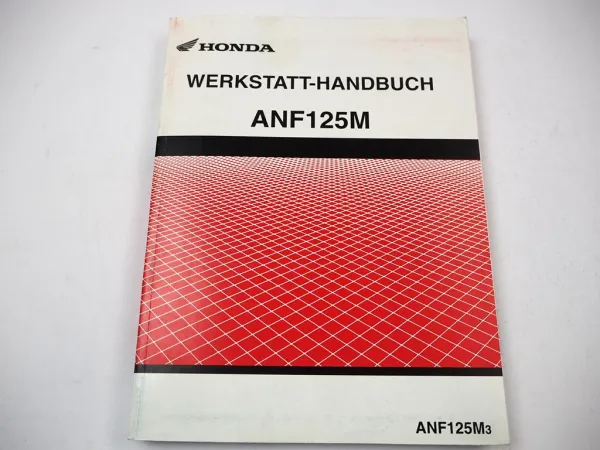 HONDA
WERKSTATT-HANDBUCH
ANF125M
ANF125M3